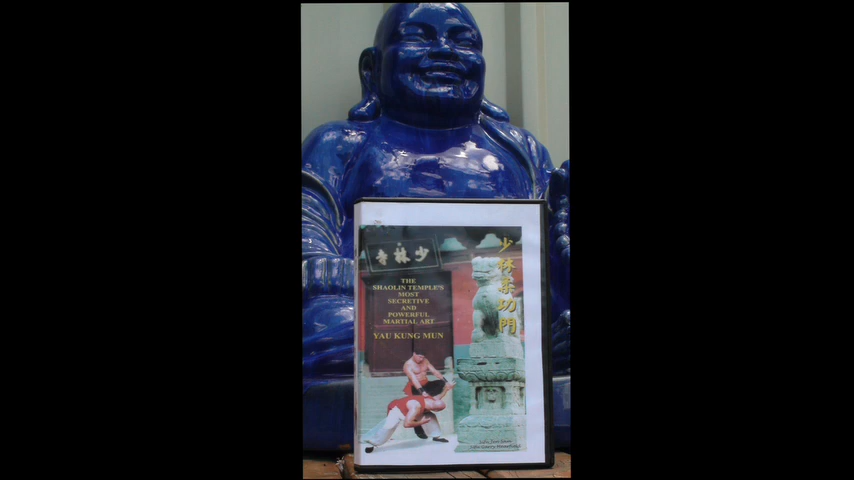 少林寺
少林柔功門
THE
SHAOLIN TEMPLE'S
MOST
SECRETIVE
AND
POWERFUL
MARTIAL ART
YAU KUNG MUN